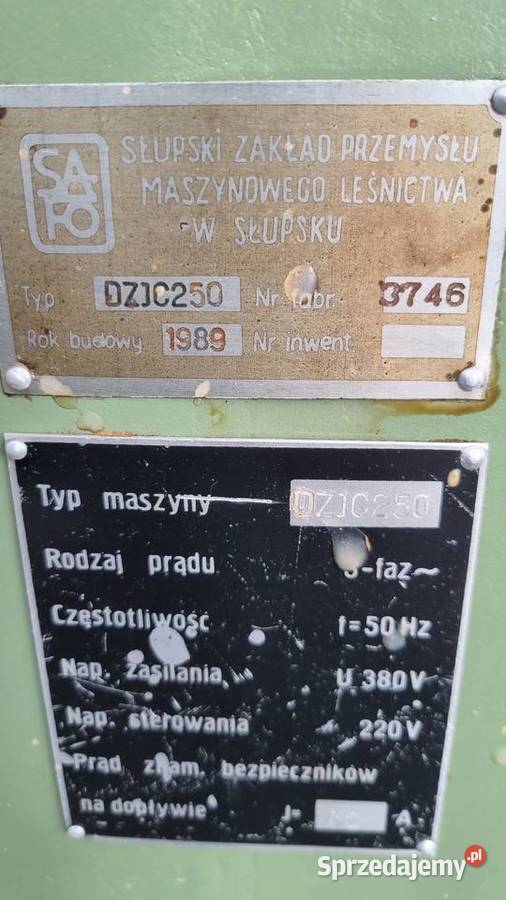 SAFO
SŁUPSKI ZAKŁAD PRZEMYSŁU
MASZYNOWEGO LEŚNICTWA
W SŁUPSKU
Typ DZJC250 Nr fabr. 3746
Rok budowy 1989 Nr inwent.
Typ maszyny DZJC250
Rodzaj prądu 3-faz~
Częstotliwość f=50 Hz
Nap. zasilania U 380V
Nap. sterowania 220V
Prąd znam. bezpieczników
na dopływie J= A
Sprzedajemy.pl